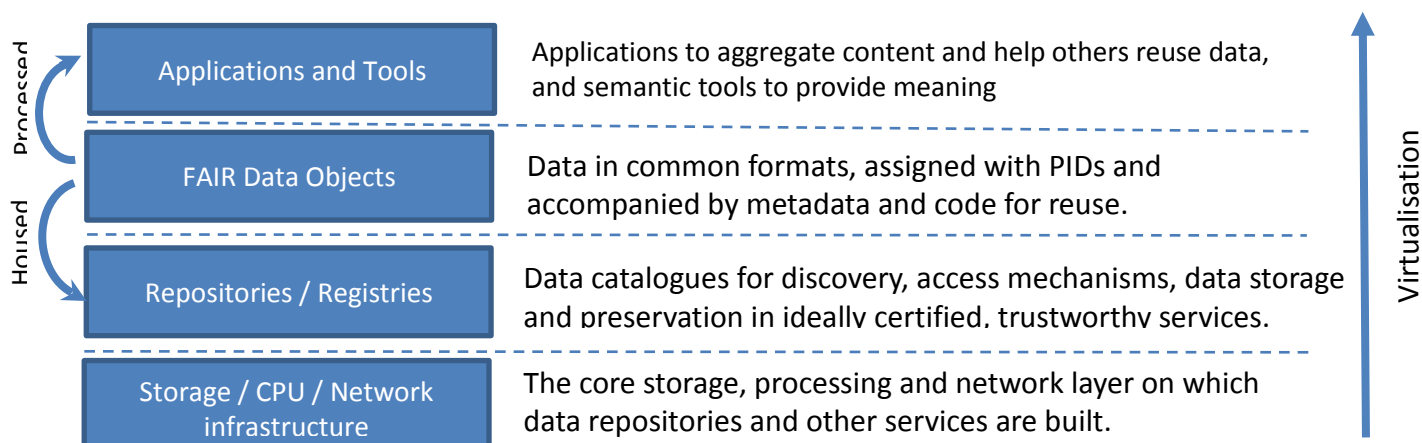 Processed
Applications and Tools
Applications to aggregate content and help others reuse data,
and semantic tools to provide meaning
FAIR Data Objects
Data in common formats, assigned with PIDs and
accompanied by metadata and code for reuse.
Housed
Repositories / Registries
Data catalogues for discovery, access mechanisms, data storage
and preservation in ideally certified, trustworthy services.
Storage / CPU / Network
infrastructure
The core storage, processing and network layer on which
data repositories and other services are built.
Virtualisation